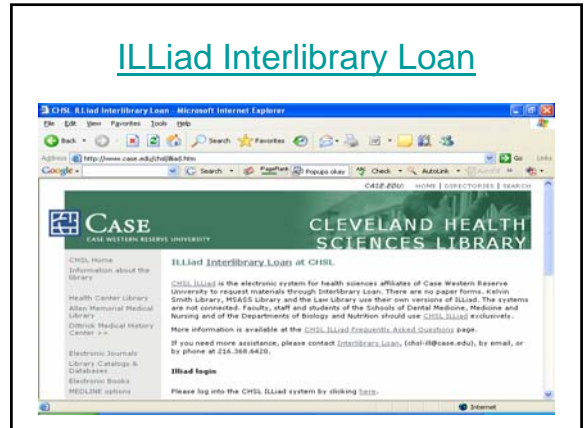 ILLiad Interlibrary Loan
CHSL ILLiad Interlibrary Loan - Microsoft Internet Explorer
File Edit View Favorites Tools Help
Back Search Favorites
Address http://www.case.edu/chsl/illiad.htm Go Links
Google Search PageRank Popups okay Check AutoLink
CASE.EDU: HOME | DIRECTORIES | SEARCH
CASE
CASE WESTERN RESERVE UNIVERSITY
CLEVELAND HEALTH
SCIENCES LIBRARY
CHSL Home
Information about the
library
Health Center Library
Allen Memorial Medical
Library
Dittrick Medical History
Center >>
Electronic Journals
Library Catalogs &
Databases
Electronic Books
MEDLINE options
ILLiad Interlibrary Loan at CHSL
CHSL ILLiad is the electronic system for health sciences affiliates of Case Western Reserve
University to request materials through Interlibrary Loan. There are no paper forms. Kelvin
Smith Library, MSASS Library and the Law Library use their own versions of ILLiad. The systems
are not connected. Faculty, staff and students of the Schools of Dental Medicine, Medicine and
Nursing and of the Departments of Biology and Nutrition should use CHSL ILLiad exclusively.
More information is available at the CHSL ILLiad Frequently Asked Questions page.
If you need more assistance, please contact Interlibrary Loan, (chsl-ill@case.edu), by email, or
by phone at 216.368.6420.
Illiad login
Please log into the CHSL ILLiad system by clicking here.
Internet